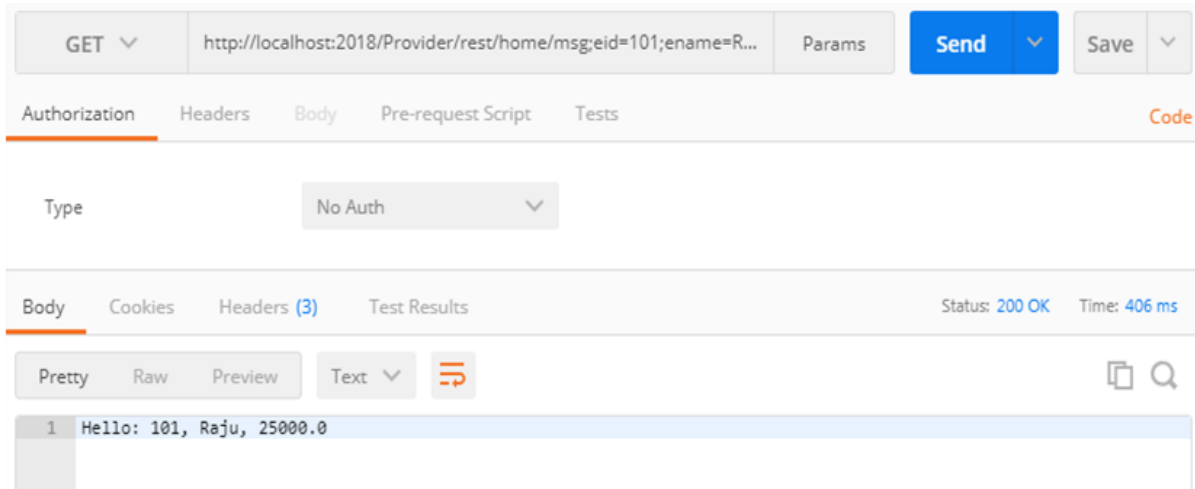 GET http://localhost:2018/Provider/rest/home/msg;eid=101;ename=R... Params Send Save
Authorization Headers Body Pre-request Script Tests Code
Type No Auth
Body Cookies Headers (3) Test Results Status: 200 OK Time: 406 ms
Pretty Raw Preview Text
1 Hello: 101, Raju, 25000.0